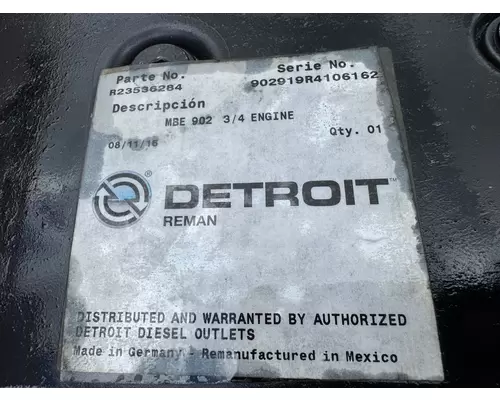 Parte No. Serie No.
R23536284 902919R4106162
Descripción
MBE 902 3/4 ENGINE
08/11/16 Qty. 01
DETROIT™
REMAN
DISTRIBUTED AND WARRANTED BY AUTHORIZED
DETROIT DIESEL OUTLETS
Made in Germany - Remanufactured in Mexico